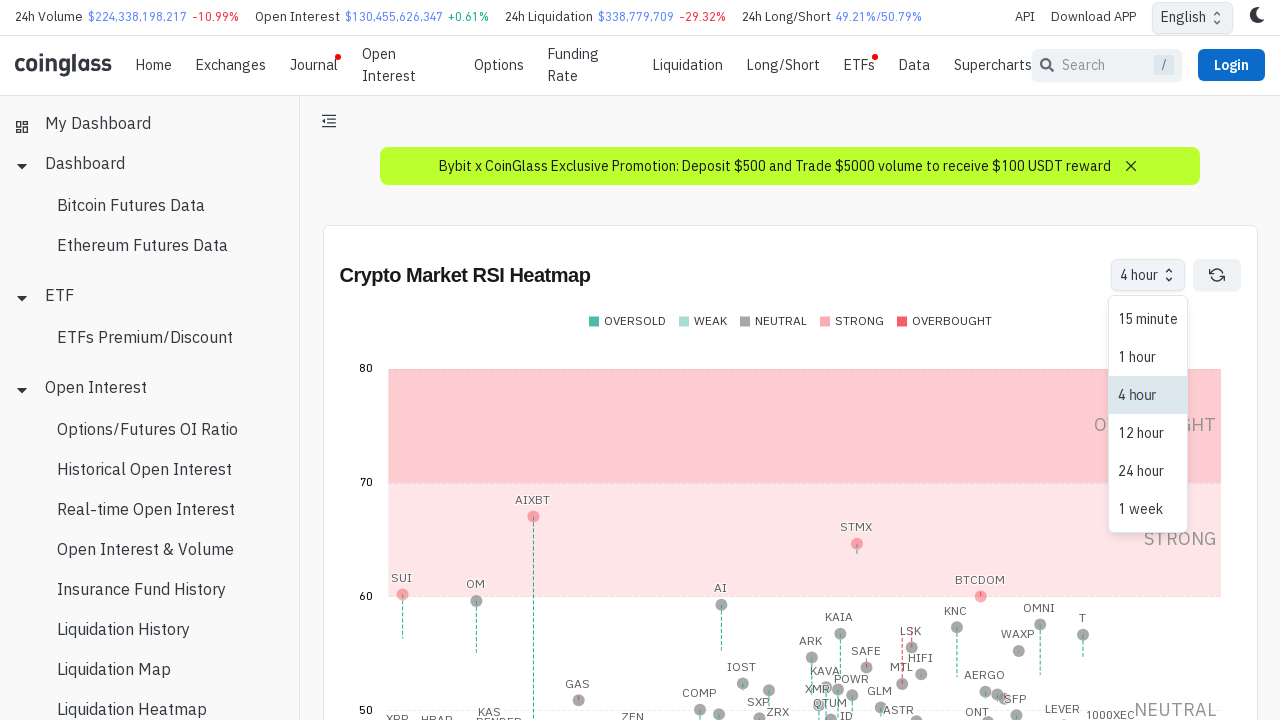 24h Volume $224,338,198,217 -10.99% Open Interest $130,455,626,347 +0.61% 24h Liquidation $338,779,709 -29.32% 24h Long/Short 49.21%/50.79% API Download APP English
coinglass Home Exchanges Journal Open Interest Options Funding Rate Liquidation Long/Short ETFs Data Supercharts Search / Login
My Dashboard
Dashboard
Bitcoin Futures Data
Ethereum Futures Data
ETF
ETFs Premium/Discount
Open Interest
Options/Futures OI Ratio
Historical Open Interest
Real-time Open Interest
Open Interest & Volume
Insurance Fund History
Liquidation History
Liquidation Map
Liquidation Heatmap
Bybit x CoinGlass Exclusive Promotion: Deposit $500 and Trade $5000 volume to receive $100 USDT reward
Crypto Market RSI Heatmap
4 hour
15 minute
1 hour
4 hour
12 hour
24 hour
1 week
OVERSOLD WEAK NEUTRAL STRONG OVERBOUGHT
80
70
AIXBT
STMX
STRONG
SUI OM AI BTCDOM
60
KNC OMNI T
KAIA
ARK LSK WAXP
SAFE
IOST KAVA MTL HIFI
GAS POWR AERGO
COMP XMR GLM
SXP QTUM ASTR
50 ZRX ID ONT LEVER NEUTRAL
XRP HBAR KAS RENDER ZEN 1000XEC